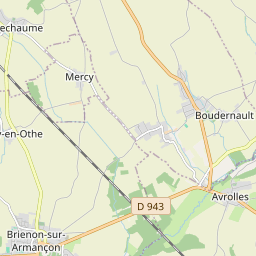 echaume
Mercy
Boudernault
y-en-Othe
Avrolles
D 943
Brienon-sur-
Armançon